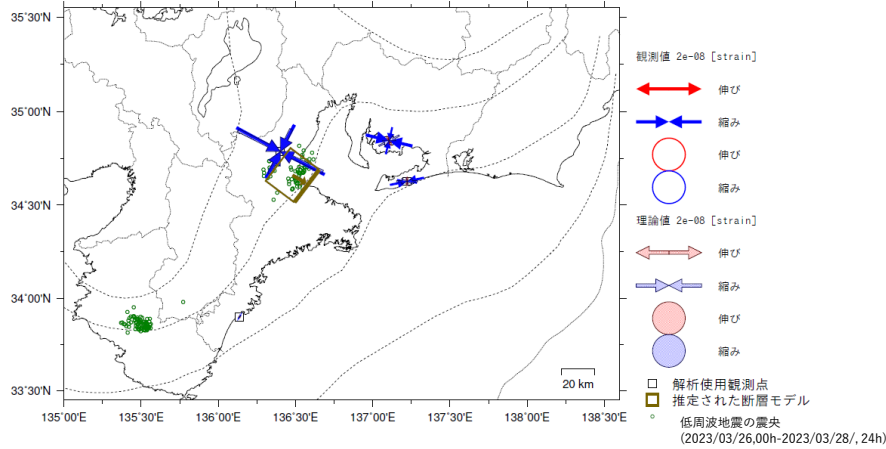 35˚30'N
35˚00'N
34˚30'N
34˚00'N
33˚30'N
135˚00'E
135˚30'E
136˚00'E
136˚30'E
137˚00'E
137˚30'E
138˚00'E
138˚30'E
20 km
観測値 2e-08 [strain]
伸び
縮み
伸び
縮み
理論値 2e-08 [strain]
伸び
縮み
伸び
縮み
解析使用観測点
推定された断層モデル
低周波地震の震央
(2023/03/26,00h-2023/03/28/, 24h)